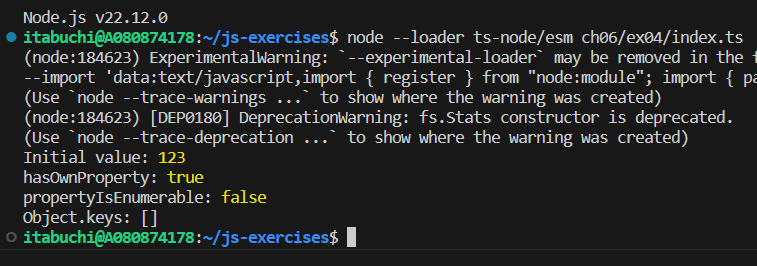 Node.js v22.12.0
itabuchi@A080874178:~/js-exercises$ node --loader ts-node/esm ch06/ex04/index.ts
(node:184623) ExperimentalWarning: `--experimental-loader` may be removed in the f
--import 'data:text/javascript,import { register } from "node:module"; import { pa
(Use `node --trace-warnings ...` to show where the warning was created)
(node:184623) [DEP0180] DeprecationWarning: fs.Stats constructor is deprecated.
(Use `node --trace-deprecation ...` to show where the warning was created)
Initial value: 123
hasOwnProperty: true
propertyIsEnumerable: false
Object.keys: []
itabuchi@A080874178:~/js-exercises$